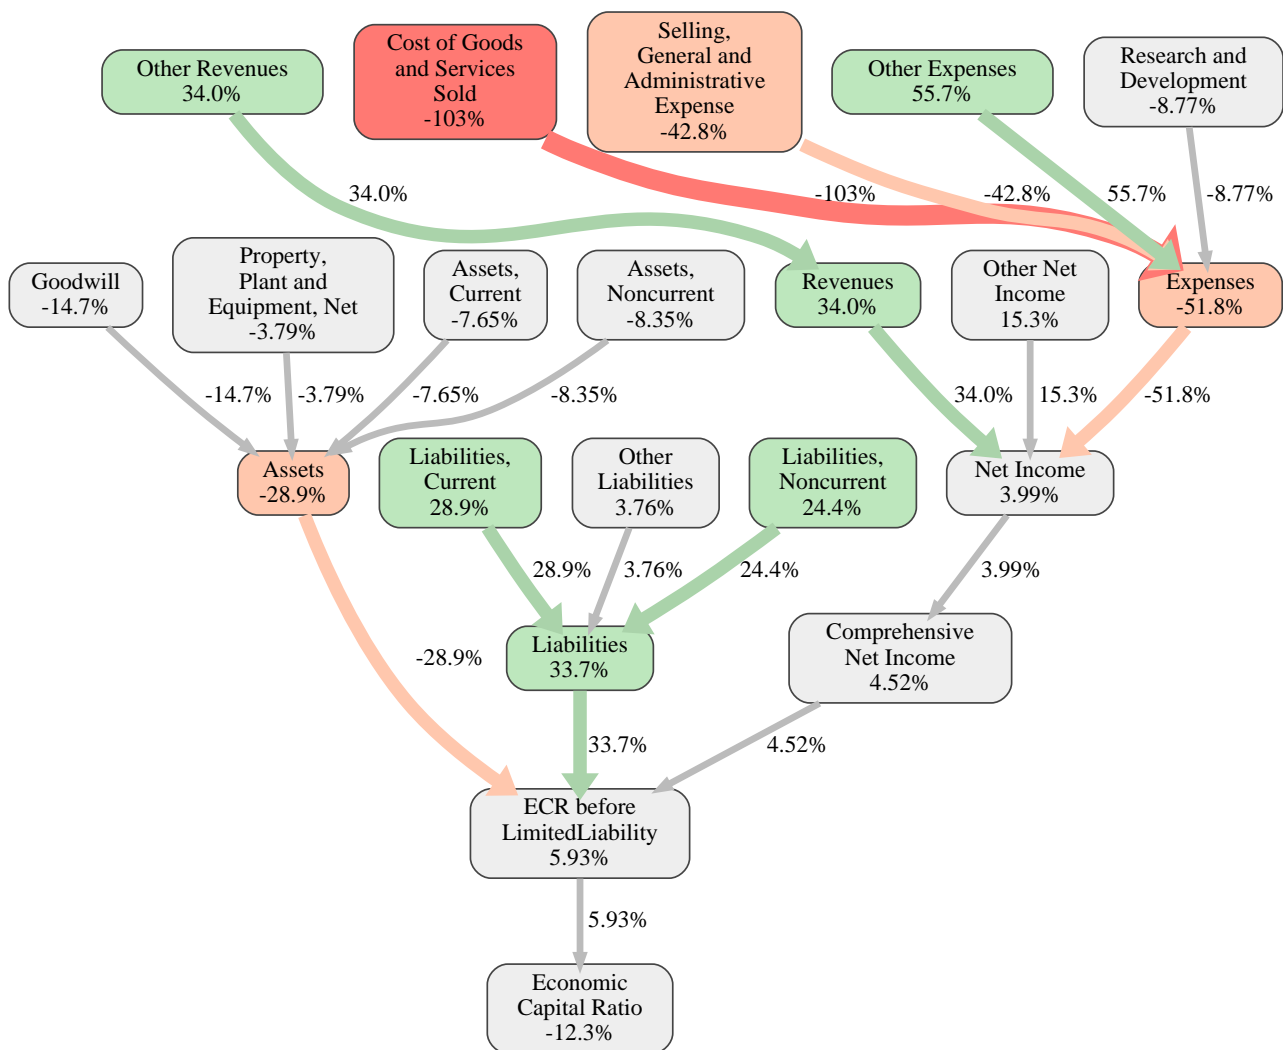 Other Revenues
34.0%
Cost of Goods
and Services
Sold
-103%
Selling,
General and
Administrative
Expense
-42.8%
Other Expenses
55.7%
Research and
Development
-8.77%
34.0%
-103%
-42.8%
55.7%
-8.77%
Goodwill
-14.7%
Property,
Plant and
Equipment, Net
-3.79%
Assets,
Current
-7.65%
Assets,
Noncurrent
-8.35%
Revenues
34.0%
Other Net
Income
15.3%
Expenses
-51.8%
-14.7%
-3.79%
-7.65%
-8.35%
34.0%
15.3%
-51.8%
Assets
-28.9%
Liabilities,
Current
28.9%
Other
Liabilities
3.76%
Liabilities,
Noncurrent
24.4%
Net Income
3.99%
28.9%
3.76%
24.4%
3.99%
-28.9%
Liabilities
33.7%
Comprehensive
Net Income
4.52%
33.7%
4.52%
ECR before
LimitedLiability
5.93%
5.93%
Economic
Capital Ratio
-12.3%